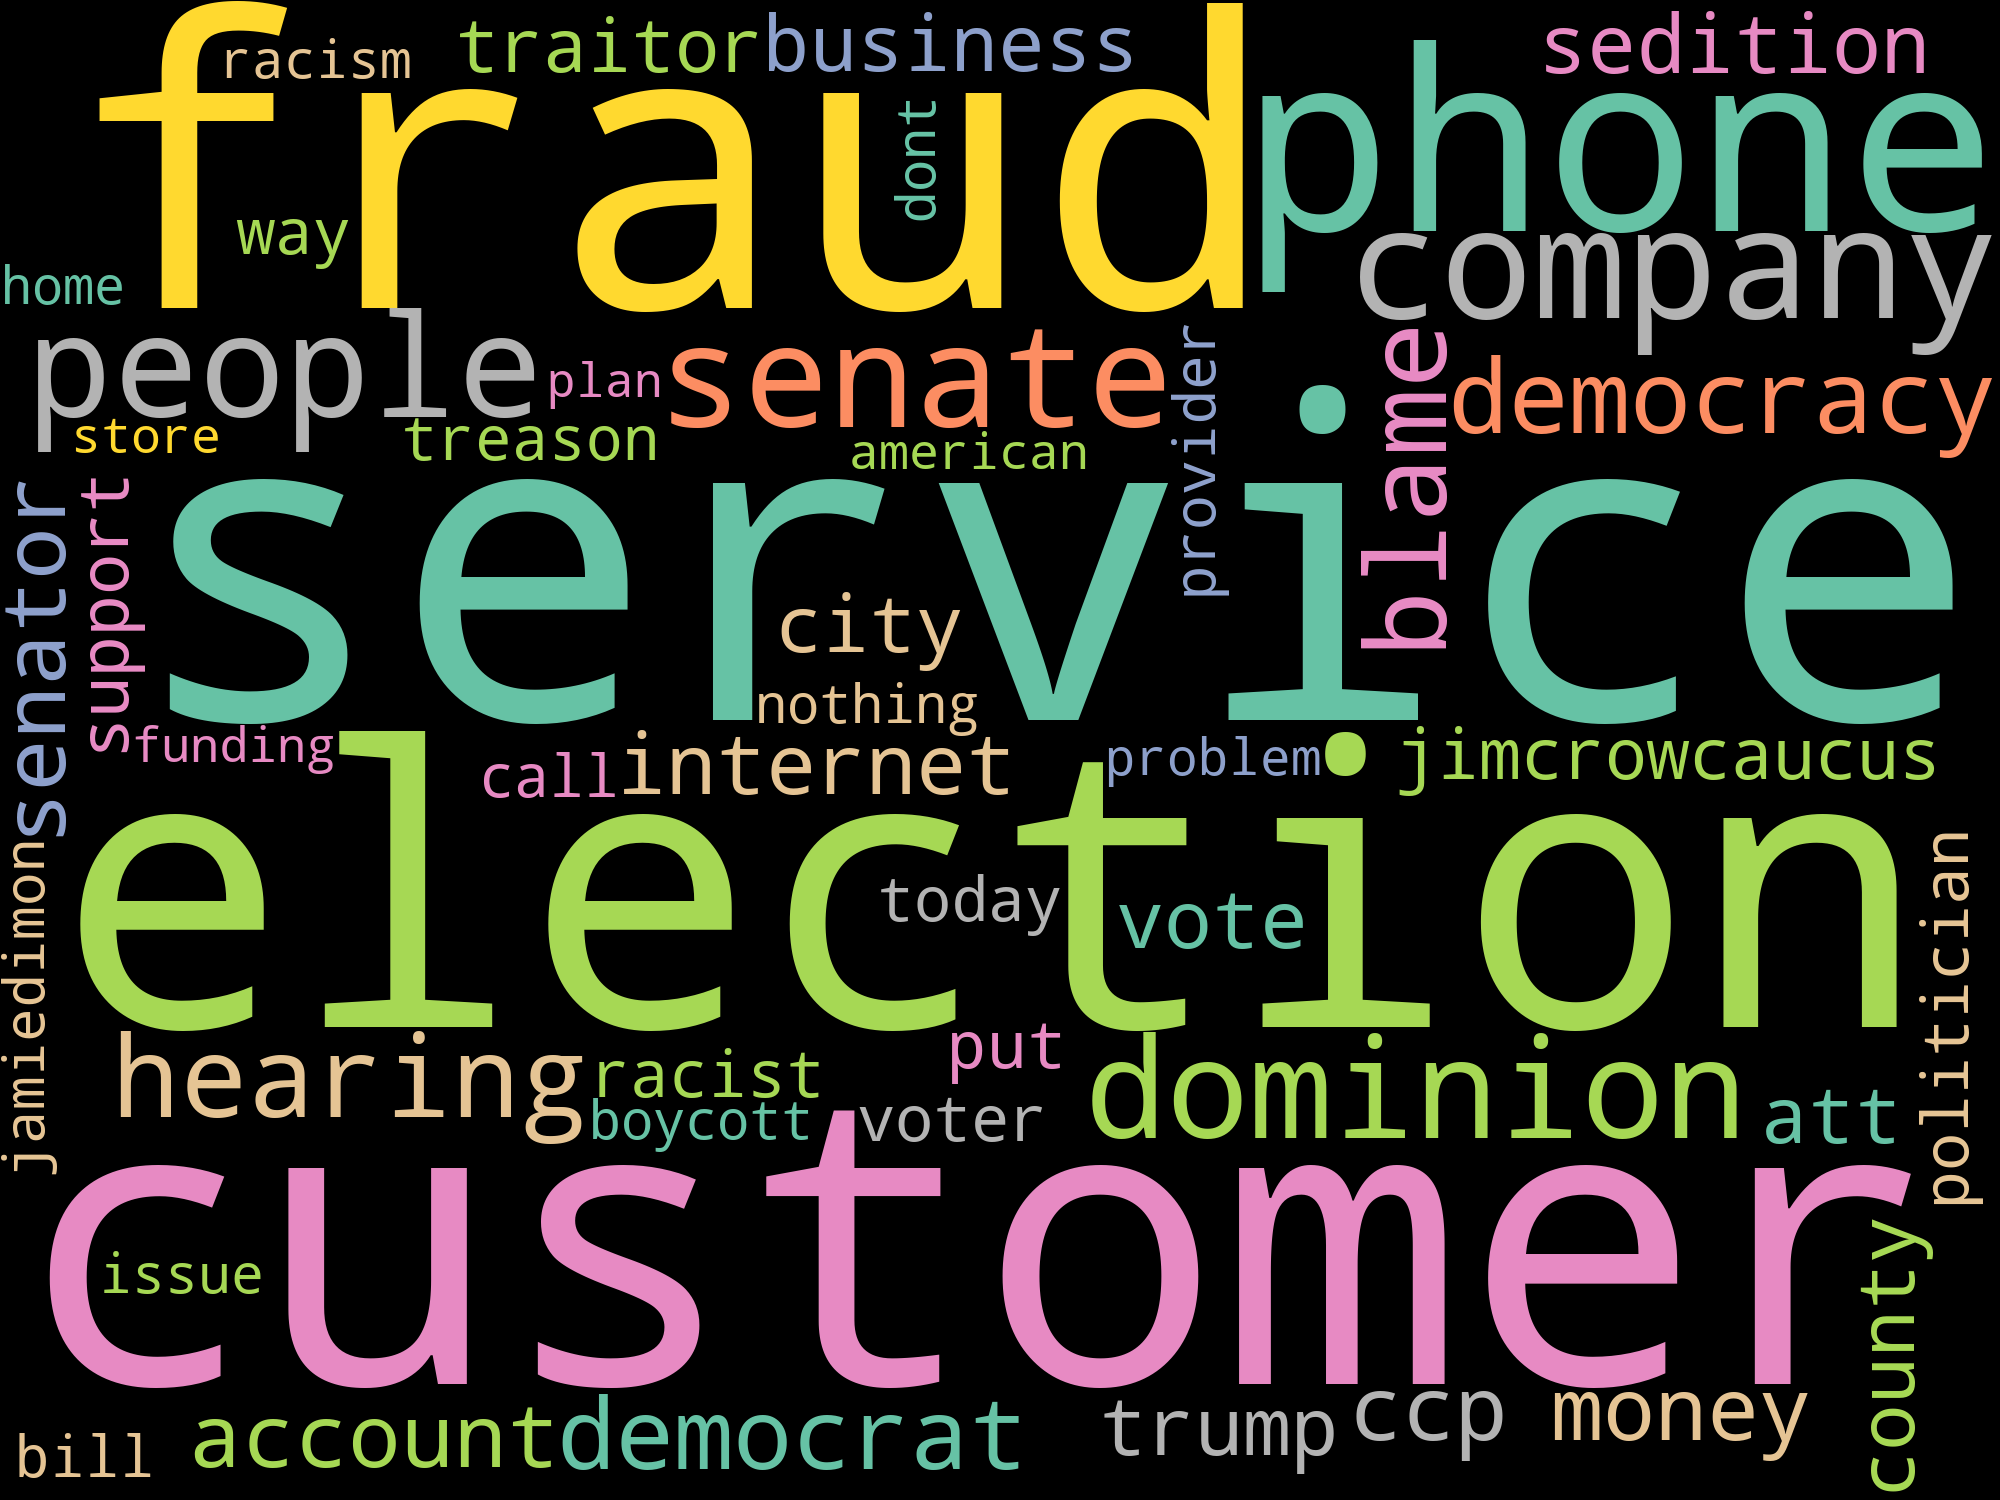 fraud
racism
traitor
business
sedition
phone
dont
way
home
company
people
plan
senate
provider
blame
democracy
store
treason
american
service
senator
support
city
nothing
funding
call
internet
problem
jimcrowcaucus
election
jamiedimon
today
vote
politician
hearing
racist
put
dominion
boycott
voter
att
customer
issue
county
bill
account
democrat
trump
ccp
money